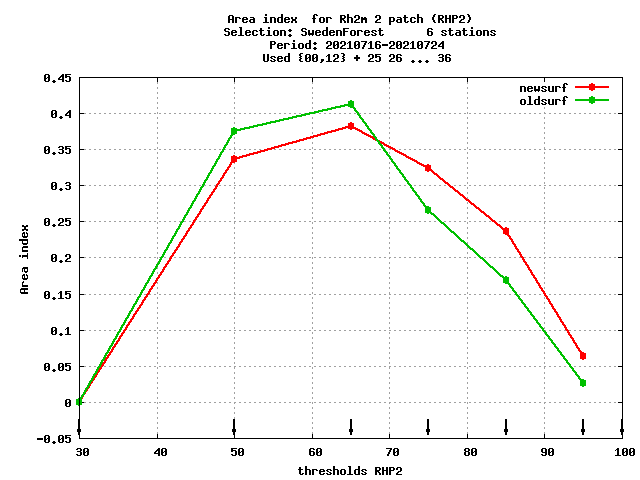 Area index  for Rh2m 2 patch (RHP2)
Selection: SwedenForest      6 stations
Period: 20210716-20210724
Used {00,12} + 25 26 ... 36
newsurf
oldsurf
0.45
0.4
0.35
0.3
0.25
0.2
0.15
0.1
0.05
0
-0.05
Area index
30 40 50 60 70 80 90 100
thresholds RHP2